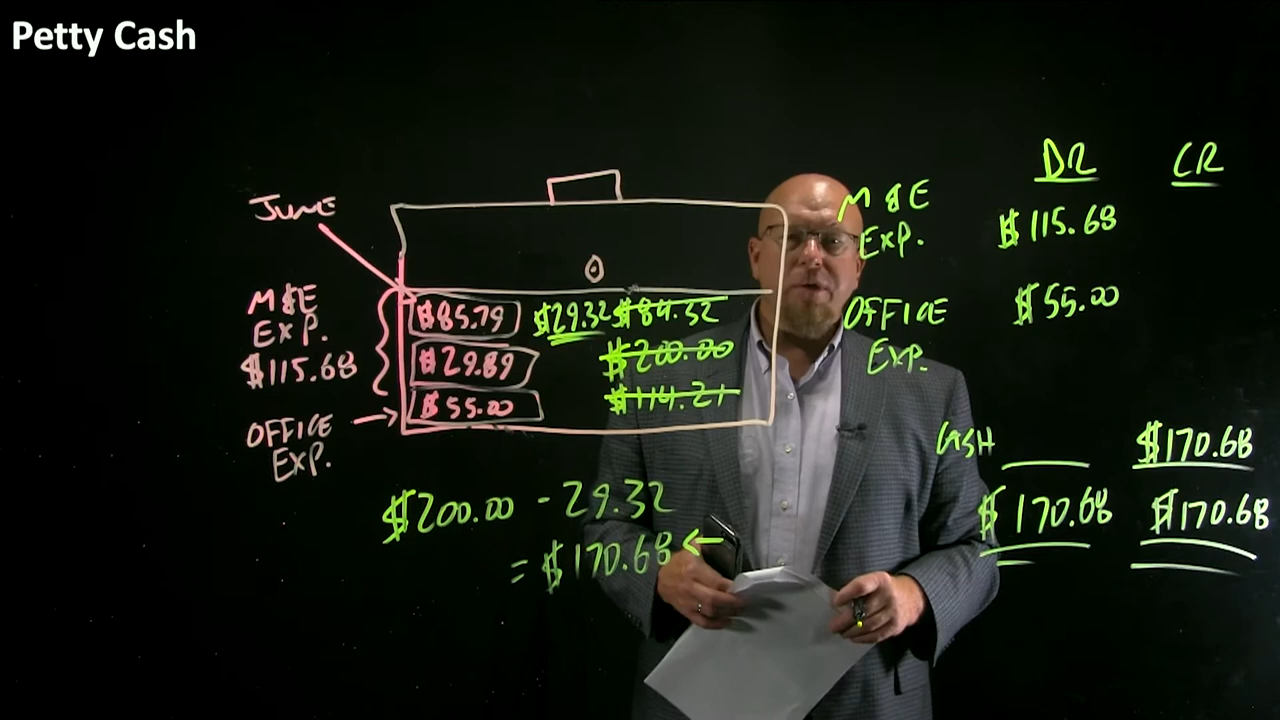 Petty Cash
JUNE
M&E
EXP.
$115.68
OFFICE
EXP.
$85.79
$29.89
$55.00
$29.32 $84.32
$200.00
$114.21
$200.00 - 29.32
= $170.68 ←
DR CR
M&E
EXP. $115.68
OFFICE
EXP. $55.00
CASH $170.68
$170.68 $170.68